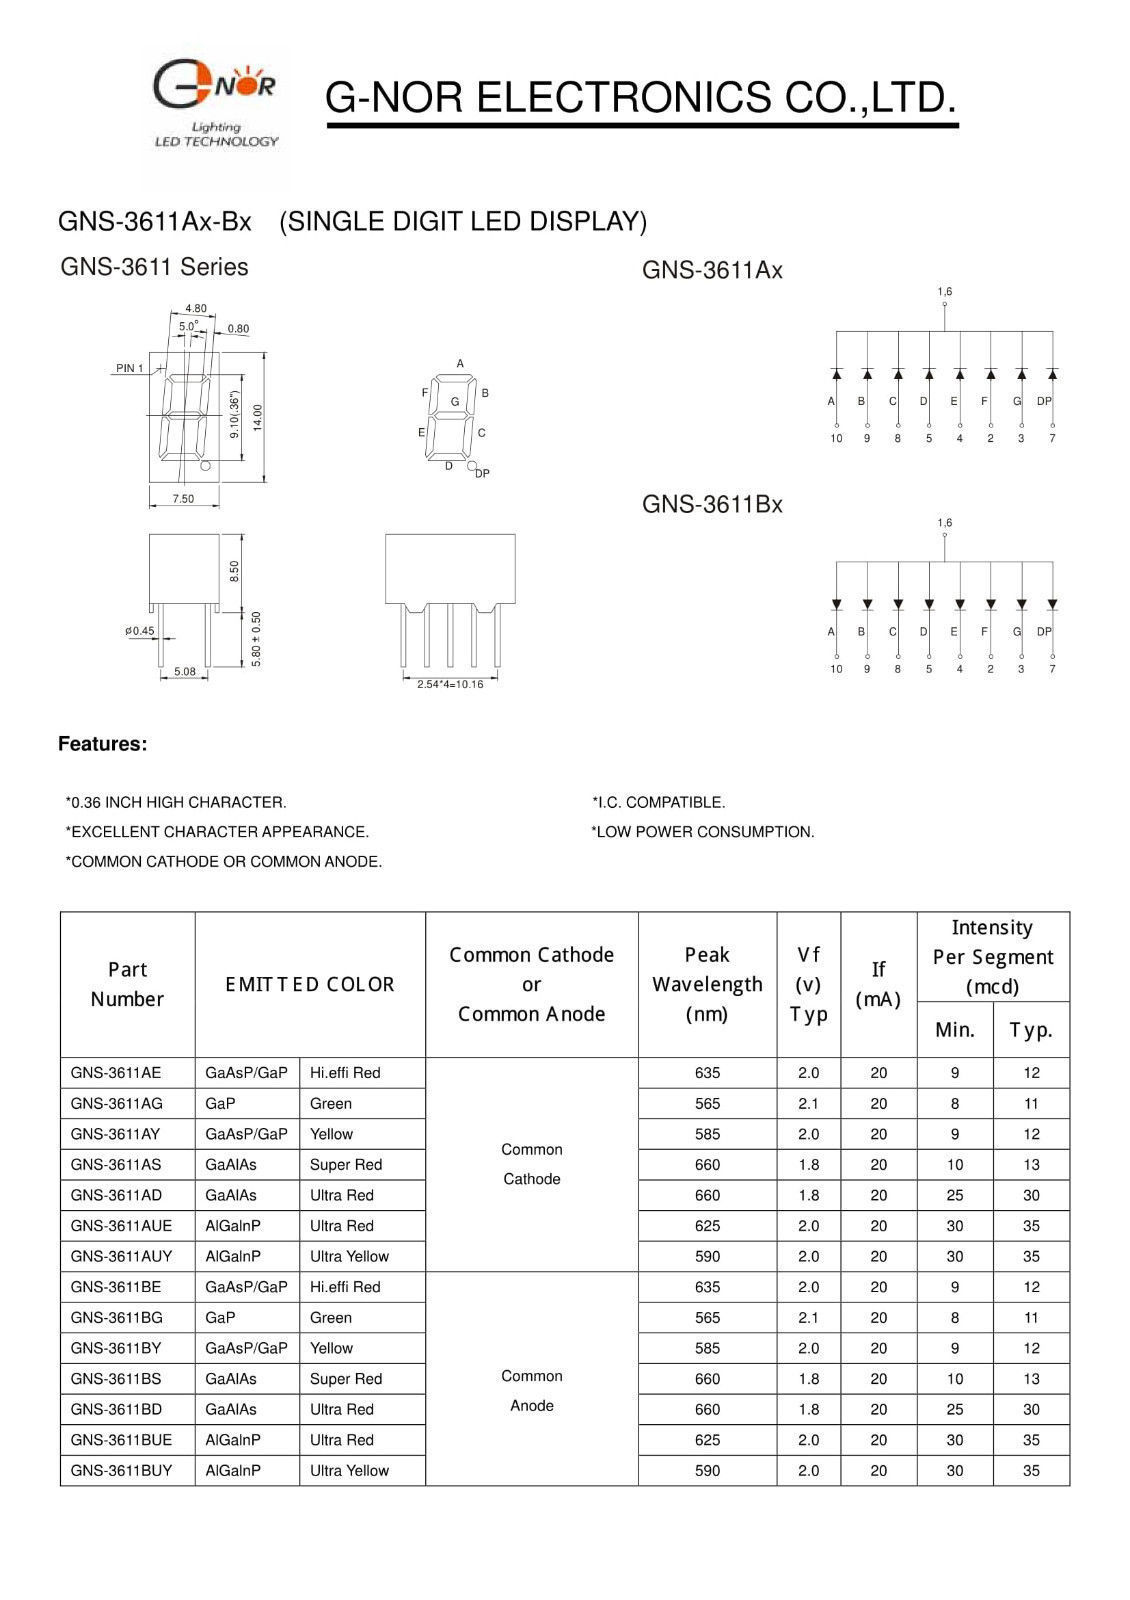 G-NOR
Lighting
LED TECHNOLOGY
G-NOR ELECTRONICS CO.,LTD.
GNS-3611Ax-Bx (SINGLE DIGIT LED DISPLAY)
GNS-3611 Series
4.80
5.0°
0.80
PIN 1
9.10(.36")
14.00
7.50
A
F
B
G
E
C
D
DP
8.50
Ø0.45
5.80 ± 0.50
5.08
2.54*4=10.16
GNS-3611Ax
1,6
A B C D E F G DP
10 9 8 5 4 2 3 7
GNS-3611Bx
1,6
A B C D E F G DP
10 9 8 5 4 2 3 7
Features:
*0.36 INCH HIGH CHARACTER. *I.C. COMPATIBLE.
*EXCELLENT CHARACTER APPEARANCE. *LOW POWER CONSUMPTION.
*COMMON CATHODE OR COMMON ANODE.
Part
Number
EMITTED COLOR
Common Cathode
or
Common Anode
Peak
Wavelength
(nm)
Vf
(v)
Typ
If
(mA)
Intensity
Per Segment
(mcd)
Min. Typ.
GNS-3611AE GaAsP/GaP Hi.effi Red 635 2.0 20 9 12
GNS-3611AG GaP Green 565 2.1 20 8 11
GNS-3611AY GaAsP/GaP Yellow 585 2.0 20 9 12
Common
Cathode
GNS-3611AS GaAlAs Super Red 660 1.8 20 10 13
GNS-3611AD GaAlAs Ultra Red 660 1.8 20 25 30
GNS-3611AUE AlGaInP Ultra Red 625 2.0 20 30 35
GNS-3611AUY AlGaInP Ultra Yellow 590 2.0 20 30 35
GNS-3611BE GaAsP/GaP Hi.effi Red 635 2.0 20 9 12
GNS-3611BG GaP Green 565 2.1 20 8 11
GNS-3611BY GaAsP/GaP Yellow 585 2.0 20 9 12
Common
Anode
GNS-3611BS GaAlAs Super Red 660 1.8 20 10 13
GNS-3611BD GaAlAs Ultra Red 660 1.8 20 25 30
GNS-3611BUE AlGaInP Ultra Red 625 2.0 20 30 35
GNS-3611BUY AlGaInP Ultra Yellow 590 2.0 20 30 35